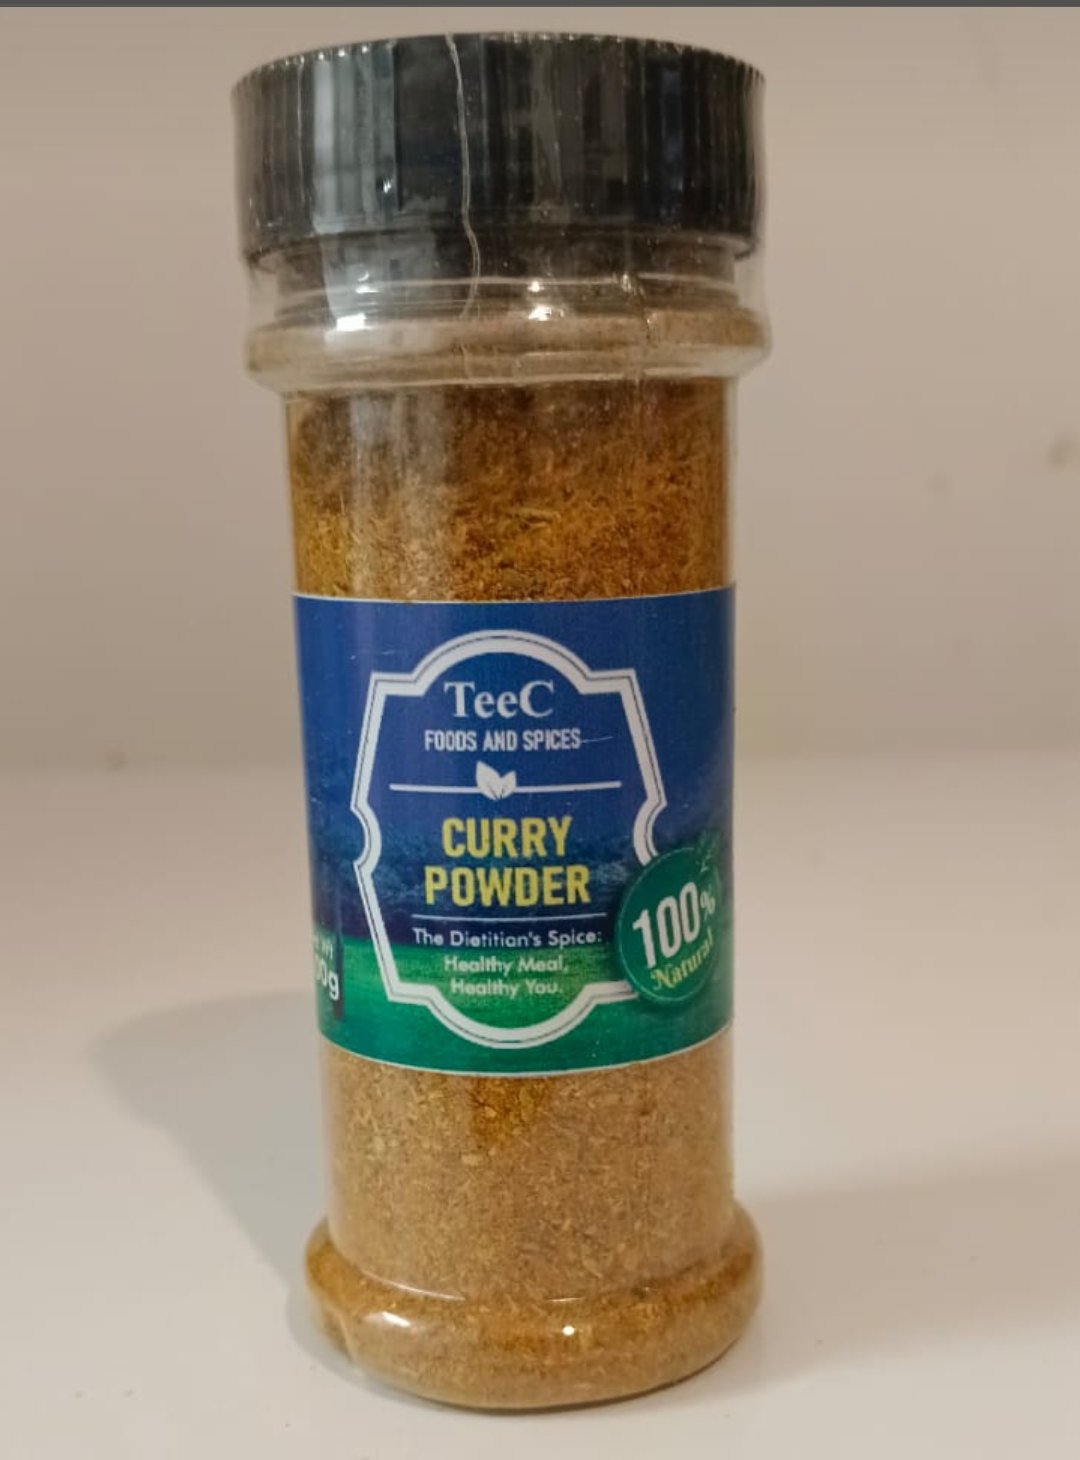 TeeC
FOODS AND SPICES
CURRY
POWDER
The Dietitian's Spice:
Healthy Meal,
Healthy You.
100%
Natural